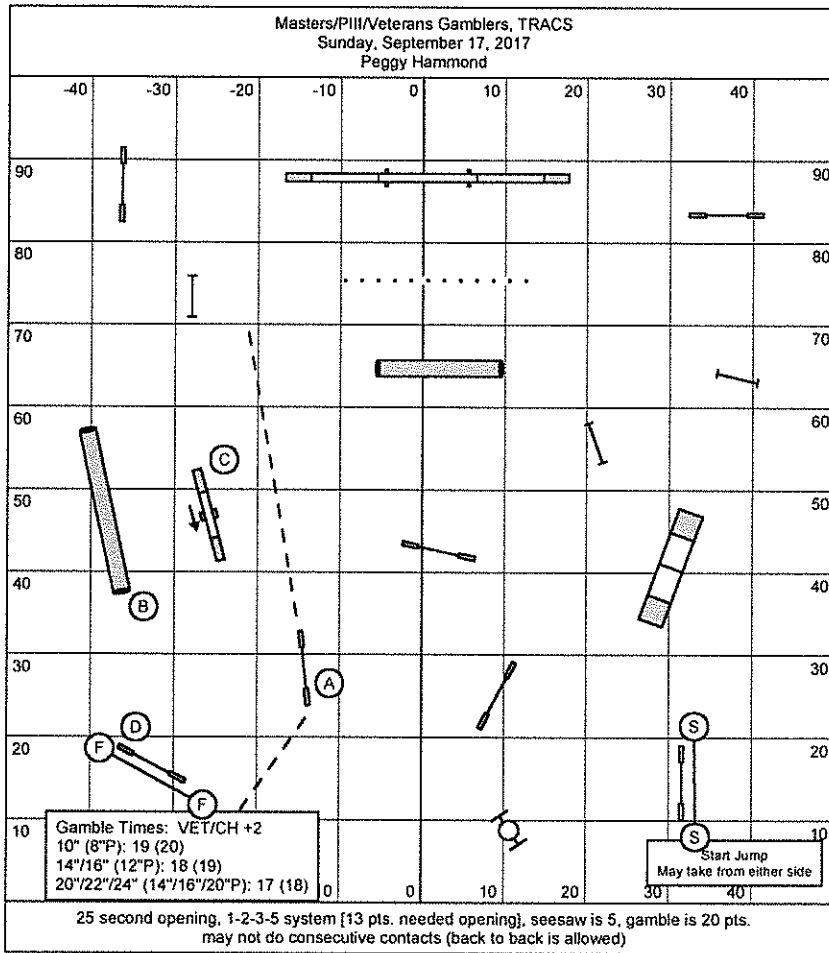 Masters/PIII/Veterans Gamblers, TRACS
Sunday, September 17, 2017
Peggy Hammond
-40 -30 -20 -10 0 10 20 30 40
90 90
80 80
70 70
60 60
C
50 50
40 40
B
30 30
A
D S
20 F 20
F
10 S 10
Gamble Times: VET/CH +2
10" (8"P): 19 (20)
14"/16" (12"P): 18 (19)
20"/22"/24" (14"/16"/20"P): 17 (18)
Start Jump
May take from either side
0 10 20 30 40
25 second opening, 1-2-3-5 system [13 pts. needed opening], seesaw is 5, gamble is 20 pts.
may not do consecutive contacts (back to back is allowed)